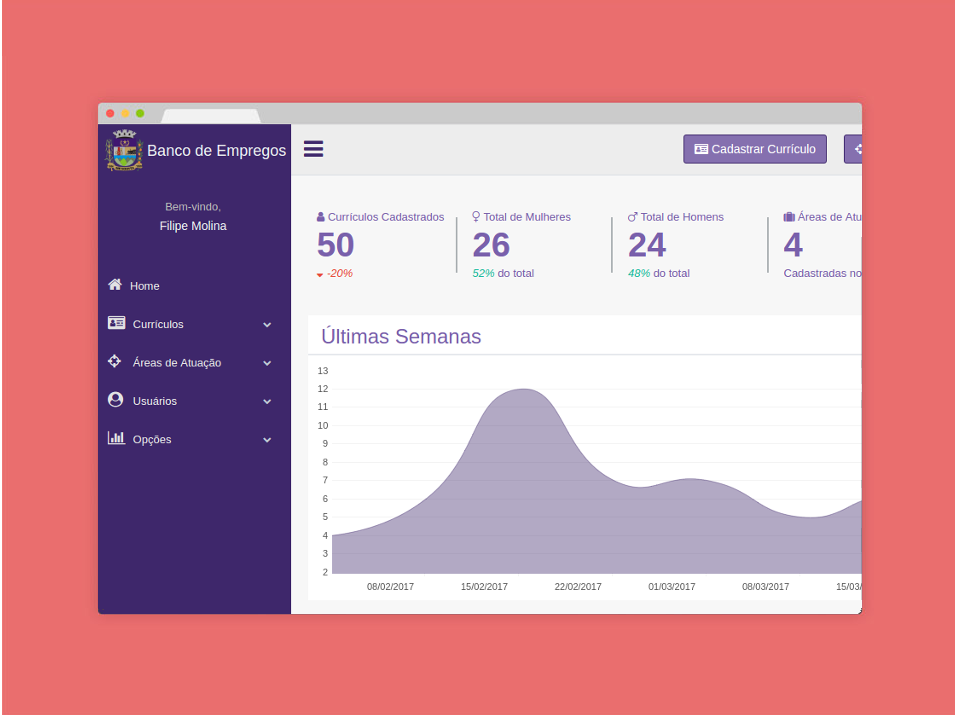 Banco de Empregos
Cadastrar Currículo
Bem-vindo,
Filipe Molina
Home
Currículos
Áreas de Atuação
Usuários
Opções
Currículos Cadastrados
50
-20%
Total de Mulheres
26
52% do total
Total de Homens
24
48% do total
Áreas de Atu
4
Cadastradas no
Últimas Semanas
13
12
11
10
9
8
7
6
5
4
3
2
08/02/2017
15/02/2017
22/02/2017
01/03/2017
08/03/2017
15/03/